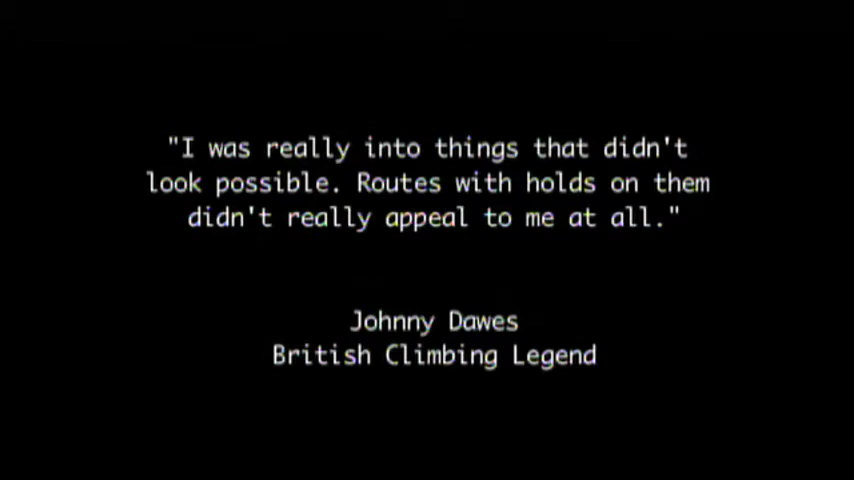 "I was really into things that didn't
look possible. Routes with holds on them
didn't really appeal to me at all."
Johnny Dawes
British Climbing Legend